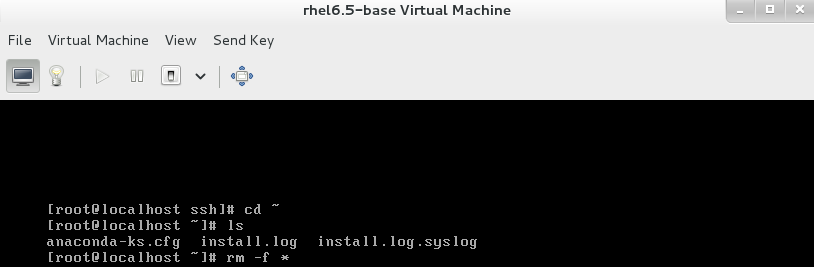 rhel6.5-base Virtual Machine
File Virtual Machine View Send Key
[root@localhost ssh]# cd ~
[root@localhost ~]# ls
anaconda-ks.cfg install.log install.log.syslog
[root@localhost ~]# rm -f *